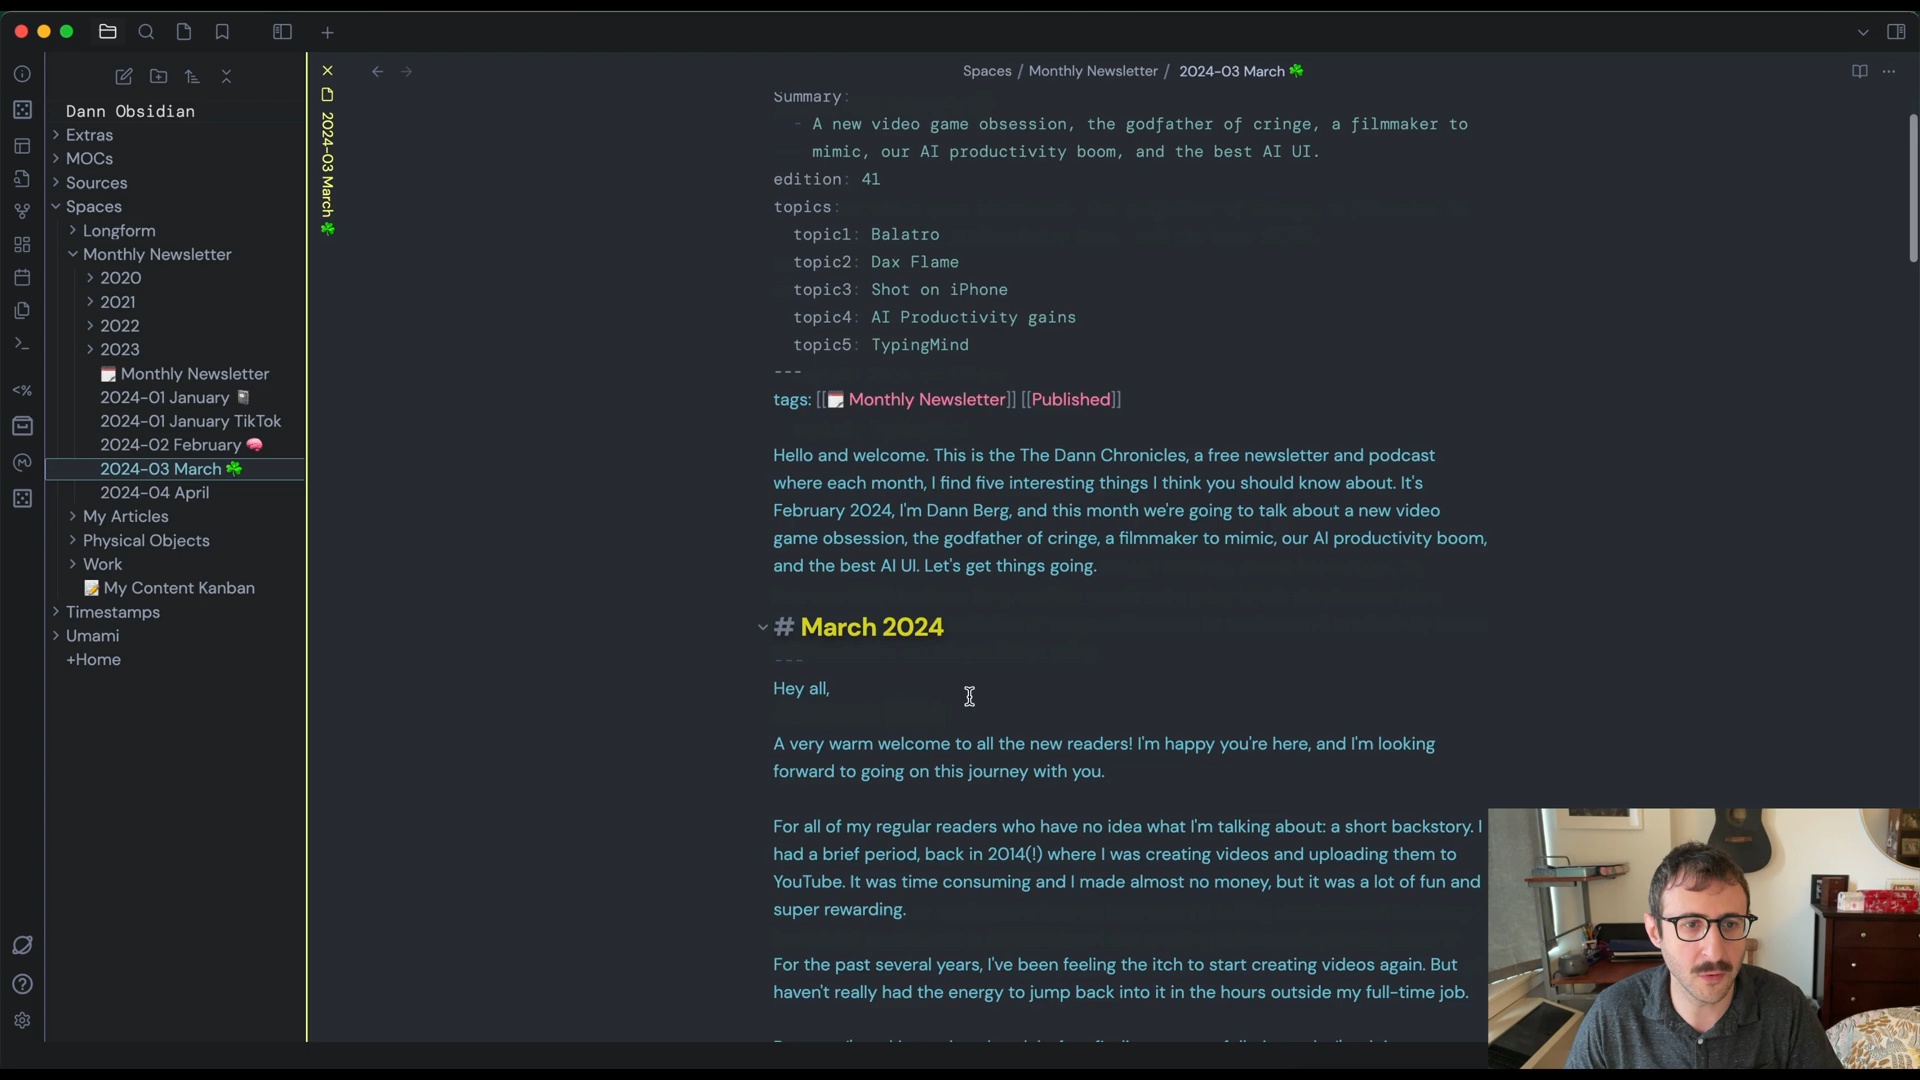 Spaces / Monthly Newsletter / 2024-03 March ☘
Dann Obsidian
Extras
MOCs
Sources
Spaces
Longform
Monthly Newsletter
2020
2021
2022
2023
Monthly Newsletter
2024-01 January
2024-01 January TikTok
2024-02 February 🧠
2024-03 March ☘
2024-04 April
My Articles
Physical Objects
Work
My Content Kanban
Timestamps
Umami
+Home
<%
2024-03 March ☘
Summary:
- A new video game obsession, the godfather of cringe, a filmmaker to
mimic, our AI productivity boom, and the best AI UI.
edition: 41
topics:
topic1: Balatro
topic2: Dax Flame
topic3: Shot on iPhone
topic4: AI Productivity gains
topic5: TypingMind
---
tags: [[🗓 Monthly Newsletter]] [[Published]]
Hello and welcome. This is the The Dann Chronicles, a free newsletter and podcast
where each month, I find five interesting things I think you should know about. It's
February 2024, I'm Dann Berg, and this month we're going to talk about a new video
game obsession, the godfather of cringe, a filmmaker to mimic, our AI productivity boom,
and the best AI UI. Let's get things going.
# March 2024
---
Hey all,
A very warm welcome to all the new readers! I'm happy you're here, and I'm looking
forward to going on this journey with you.
For all of my regular readers who have no idea what I'm talking about: a short backstory. I
had a brief period, back in 2014(!) where I was creating videos and uploading them to
YouTube. It was time consuming and I made almost no money, but it was a lot of fun and
super rewarding.
For the past several years, I've been feeling the itch to start creating videos again. But
haven't really had the energy to jump back into it in the hours outside my full-time job.